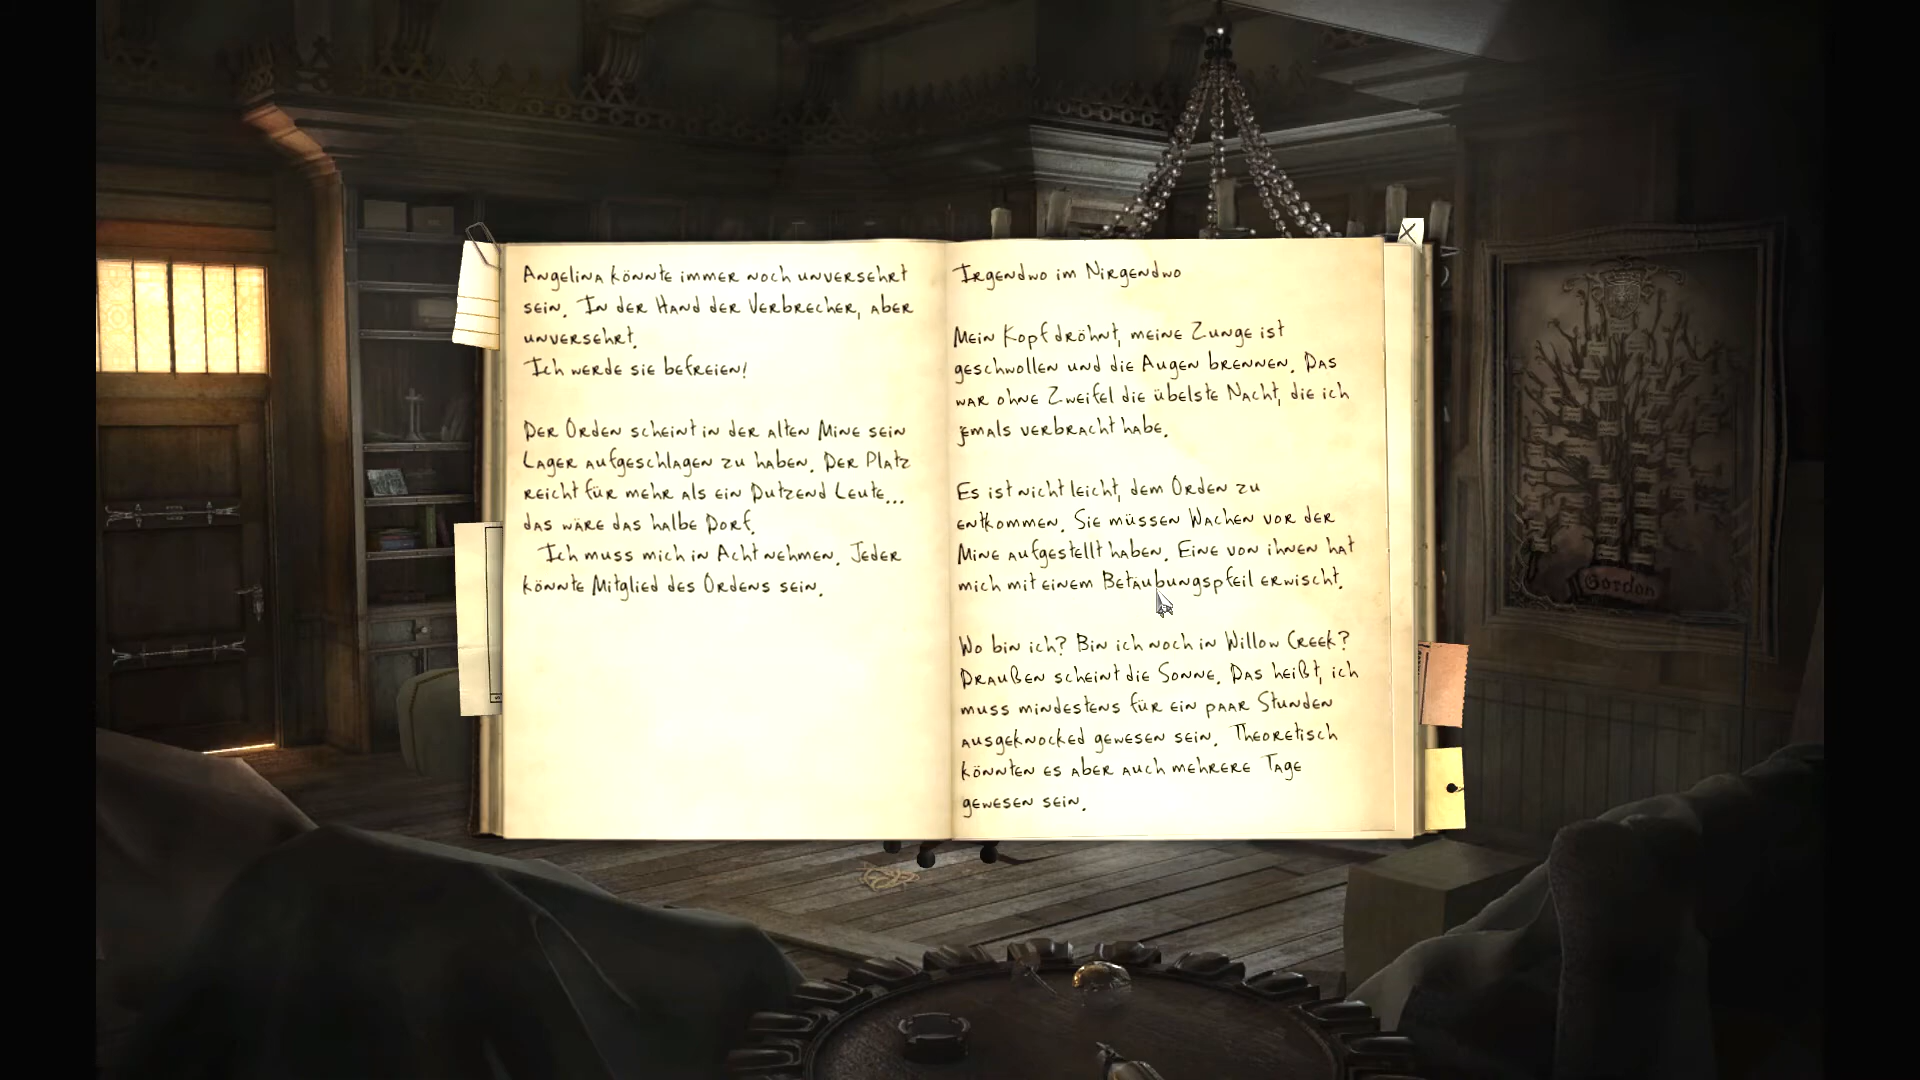 Angelina könnte immer noch unversehrt
sein. In der Hand der Verbrecher, aber
unversehrt.
Ich werde sie befreien!
Der Orden scheint in der alten Mine sein
Lager aufgeschlagen zu haben. Der Platz
reicht für mehr als ein Dutzend Leute...
das wäre das halbe Dorf.
Ich muss mich in Acht nehmen. Jeder
könnte Mitglied des Ordens sein.
Irgendwo im Nirgendwo
Mein Kopf dröhnt, meine Zunge ist
geschwollen und die Augen brennen. Das
war ohne Zweifel die übelste Nacht, die ich
jemals verbracht habe.
Es ist nicht leicht, dem Orden zu
entkommen. Sie müssen Wachen vor der
Mine aufgestellt haben. Eine von ihnen hat
mich mit einem Betäubungspfeil erwischt.
Wo bin ich? Bin ich noch in Willow Creek?
Draußen scheint die Sonne. Das heißt, ich
muss mindestens für ein paar Stunden
ausgeknocked gewesen sein. Theoretisch
könnten es aber auch mehrere Tage
gewesen sein.
Gordon